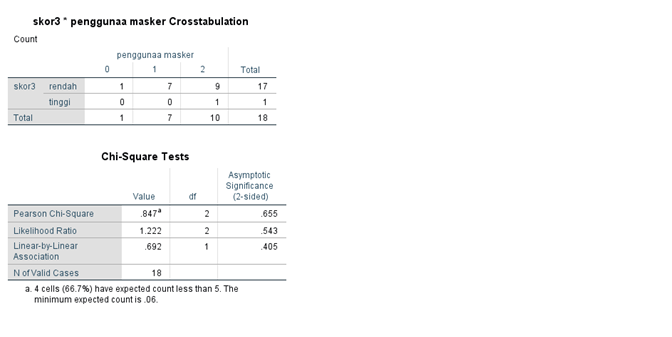 skor3 * penggunaa masker Crosstabulation
Count
penggunaa masker
0 1 2 Total
skor3 rendah 1 7 9 17
tinggi 0 0 1 1
Total 1 7 10 18
Chi-Square Tests
Value df Asymptotic Significance (2-sided)
Pearson Chi-Square .847a 2 .655
Likelihood Ratio 1.222 2 .543
Linear-by-Linear Association .692 1 .405
N of Valid Cases 18
a. 4 cells (66.7%) have expected count less than 5. The
minimum expected count is .06.